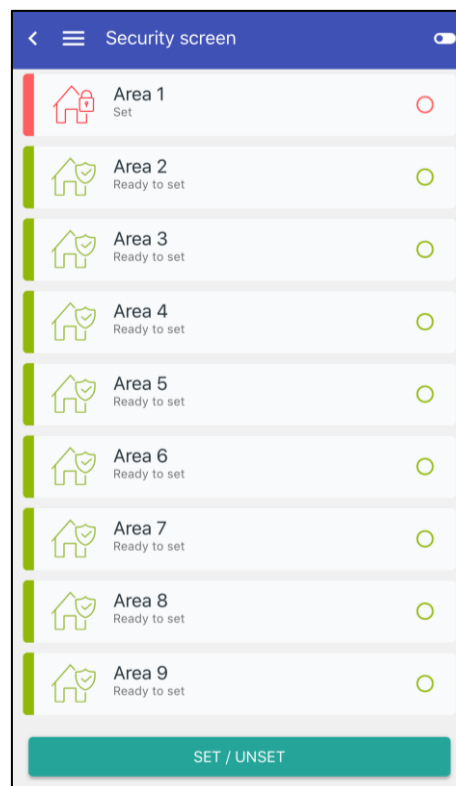 Security screen
Area 1
Set
Area 2
Ready to set
Area 3
Ready to set
Area 4
Ready to set
Area 5
Ready to set
Area 6
Ready to set
Area 7
Ready to set
Area 8
Ready to set
Area 9
Ready to set
SET / UNSET